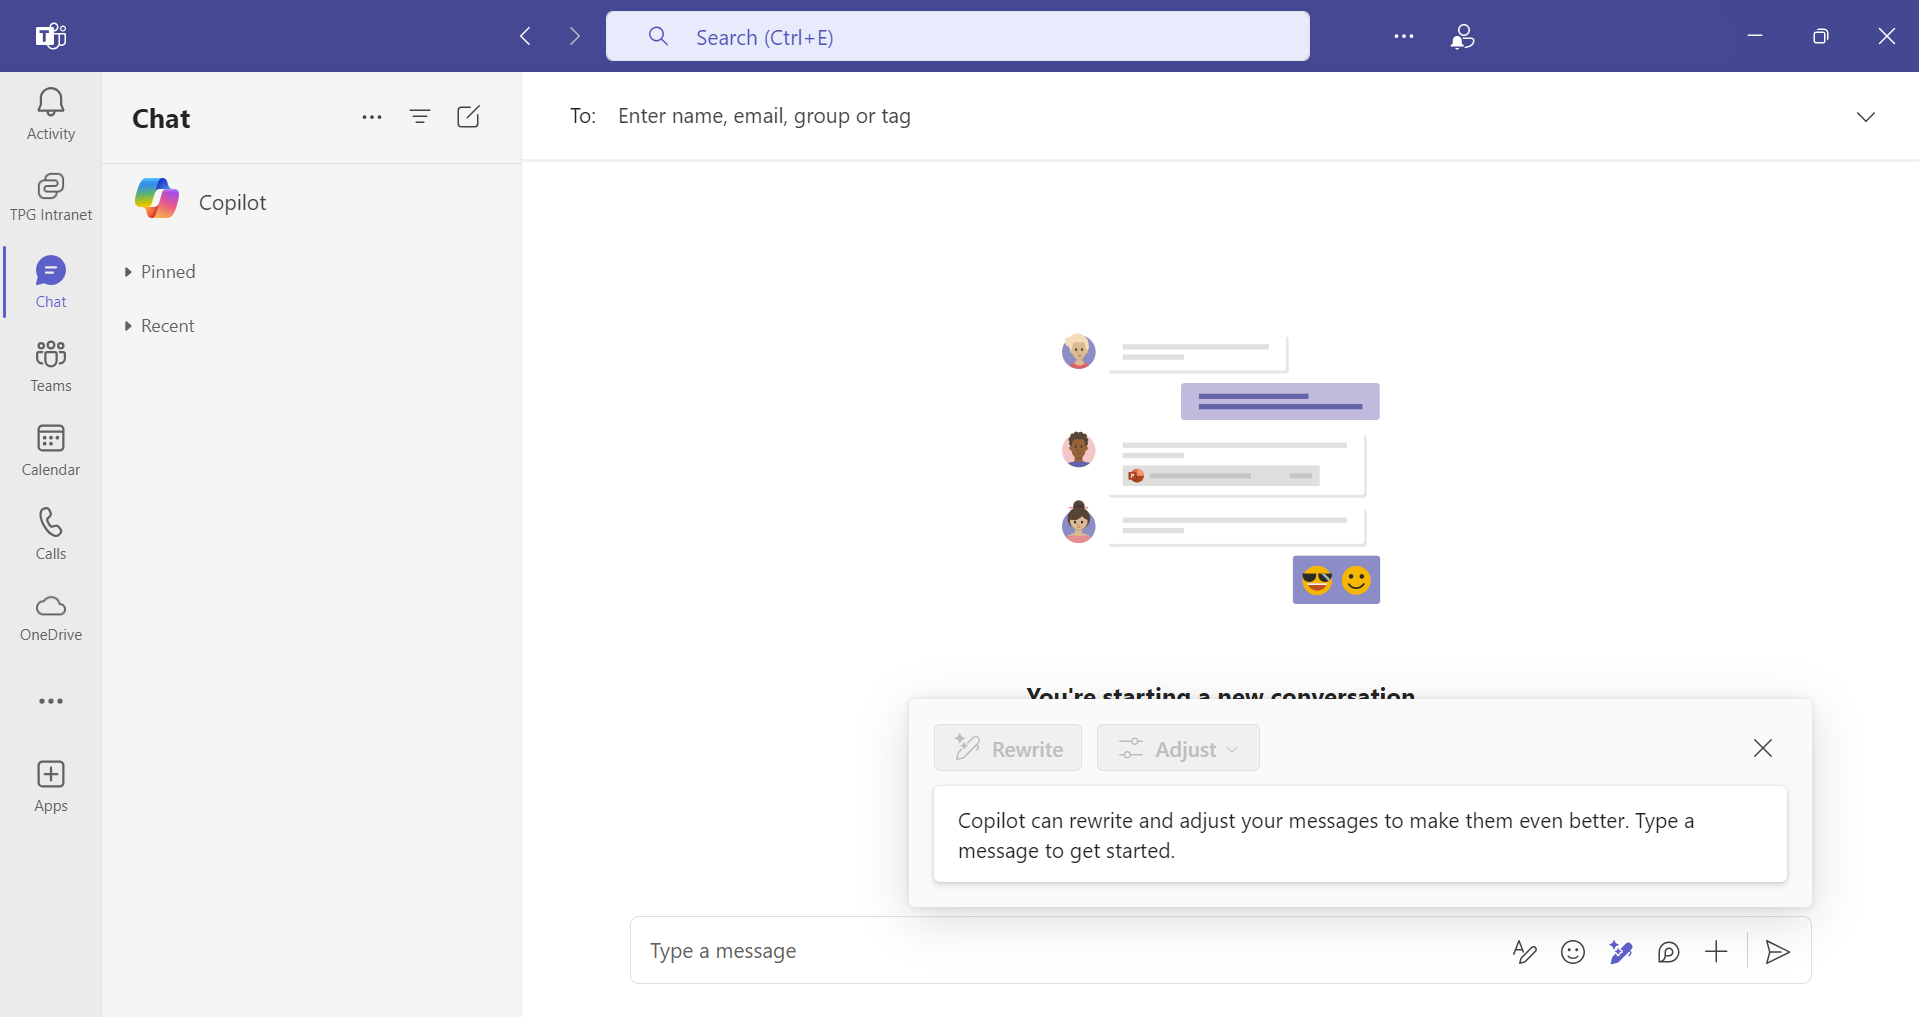 Search (Ctrl+E)
Activity
TPG Intranet
Chat
Teams
Calendar
Calls
OneDrive
Apps
Chat
Copilot
Pinned
Recent
To: Enter name, email, group or tag
You're starting a new conversation
Rewrite
Adjust
Copilot can rewrite and adjust your messages to make them even better. Type a
message to get started.
Type a message